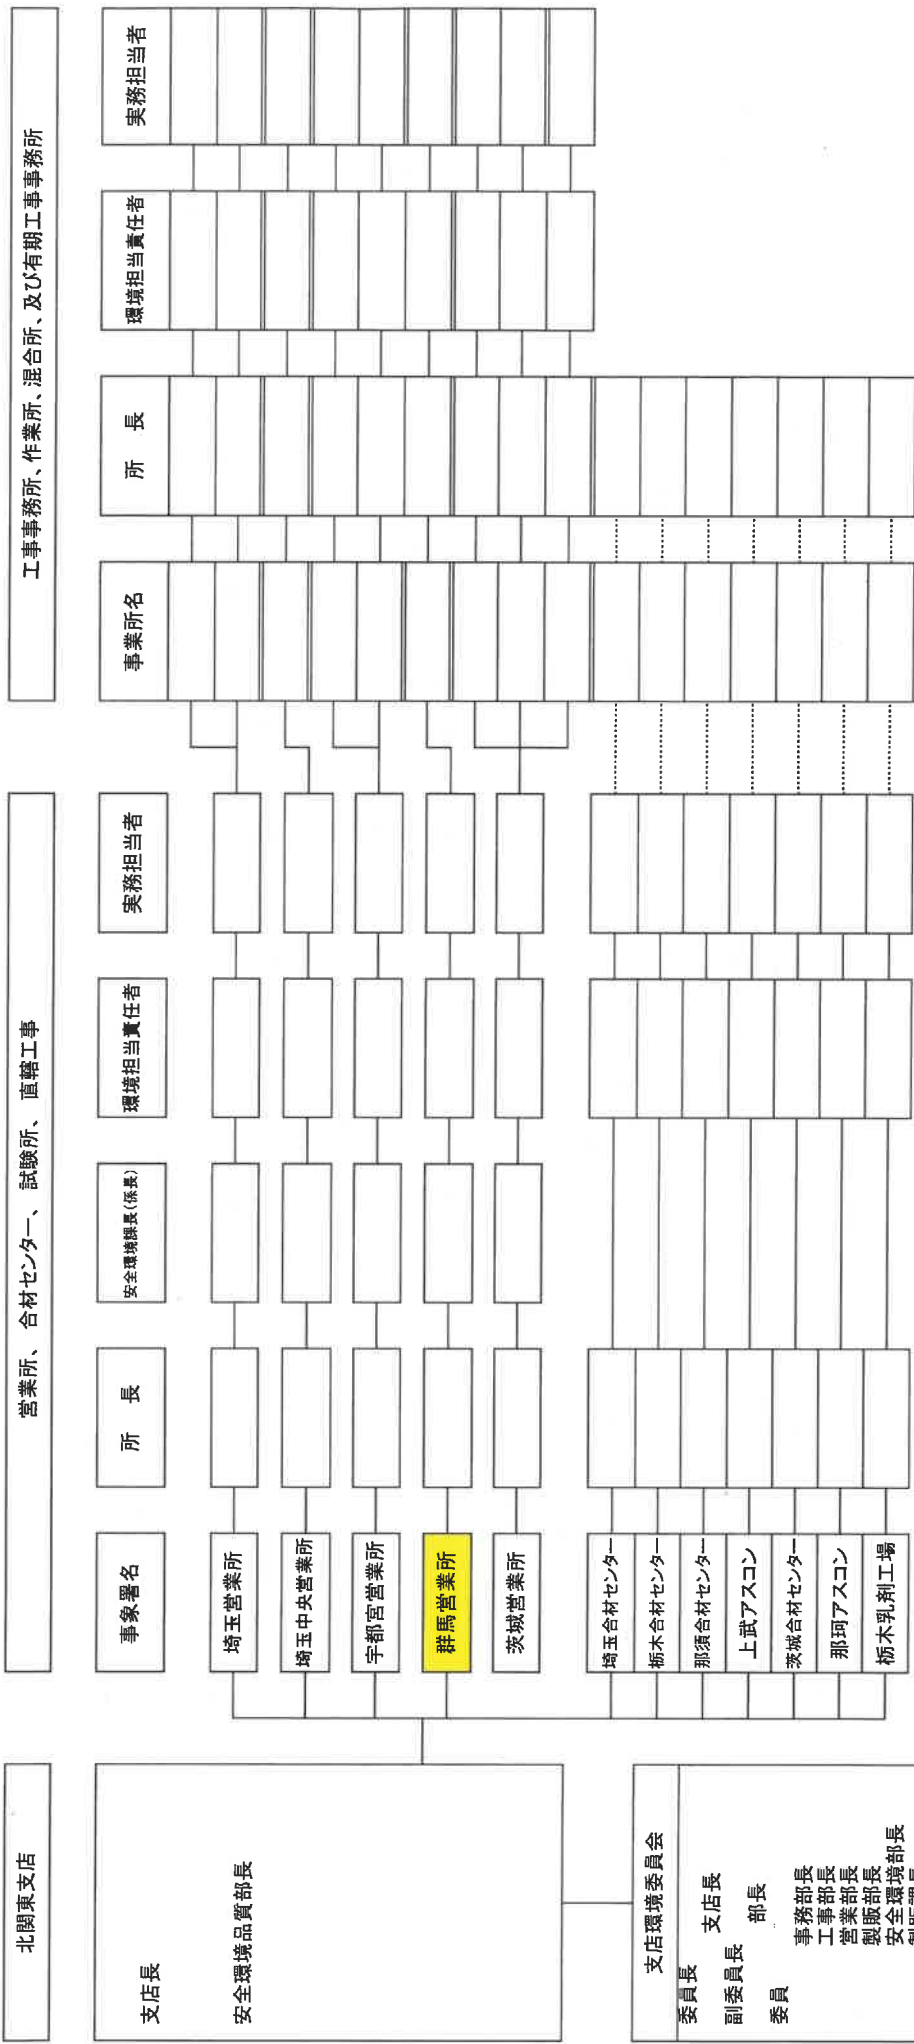 北関東支店
支店長
安全環境品質部長
支店環境委員会
委員長 支店長
副委員長 部長
委員
事務部長
工事部長
営業部長
製販部長
安全環境部長
営業所、合材センター、試験所、直轄工事
事象署名
所 長
安全環境課長(係長)
環境担当責任者
実務担当者
埼玉営業所
埼玉中央営業所
宇都宮営業所
群馬営業所
茨城営業所
埼玉合材センター
栃木合材センター
那須合材センター
上武アスコン
茨城合材センター
那珂アスコン
栃木乳剤工場
工事事務所、作業所、混合所、及び有期工事事務所
事業所名
所 長
環境担当責任者
実務担当者